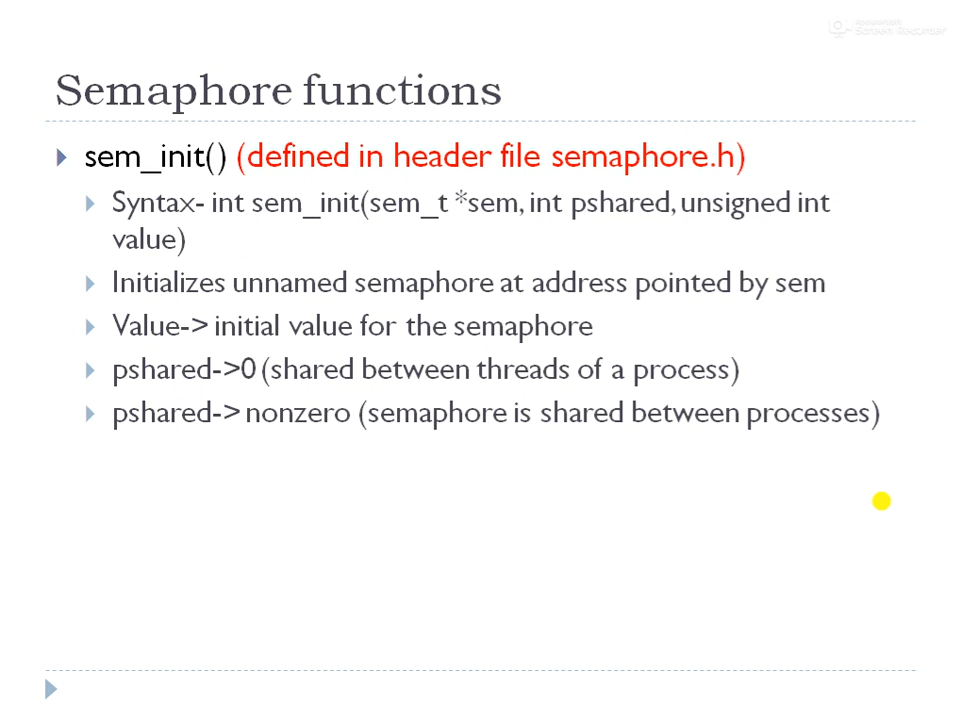 Screen Recorder
Semaphore functions
sem_init() (defined in header file semaphore.h)
Syntax- int sem_init(sem_t *sem, int pshared, unsigned int
value)
Initializes unnamed semaphore at address pointed by sem
Value-> initial value for the semaphore
pshared->0 (shared between threads of a process)
pshared-> nonzero (semaphore is shared between processes)